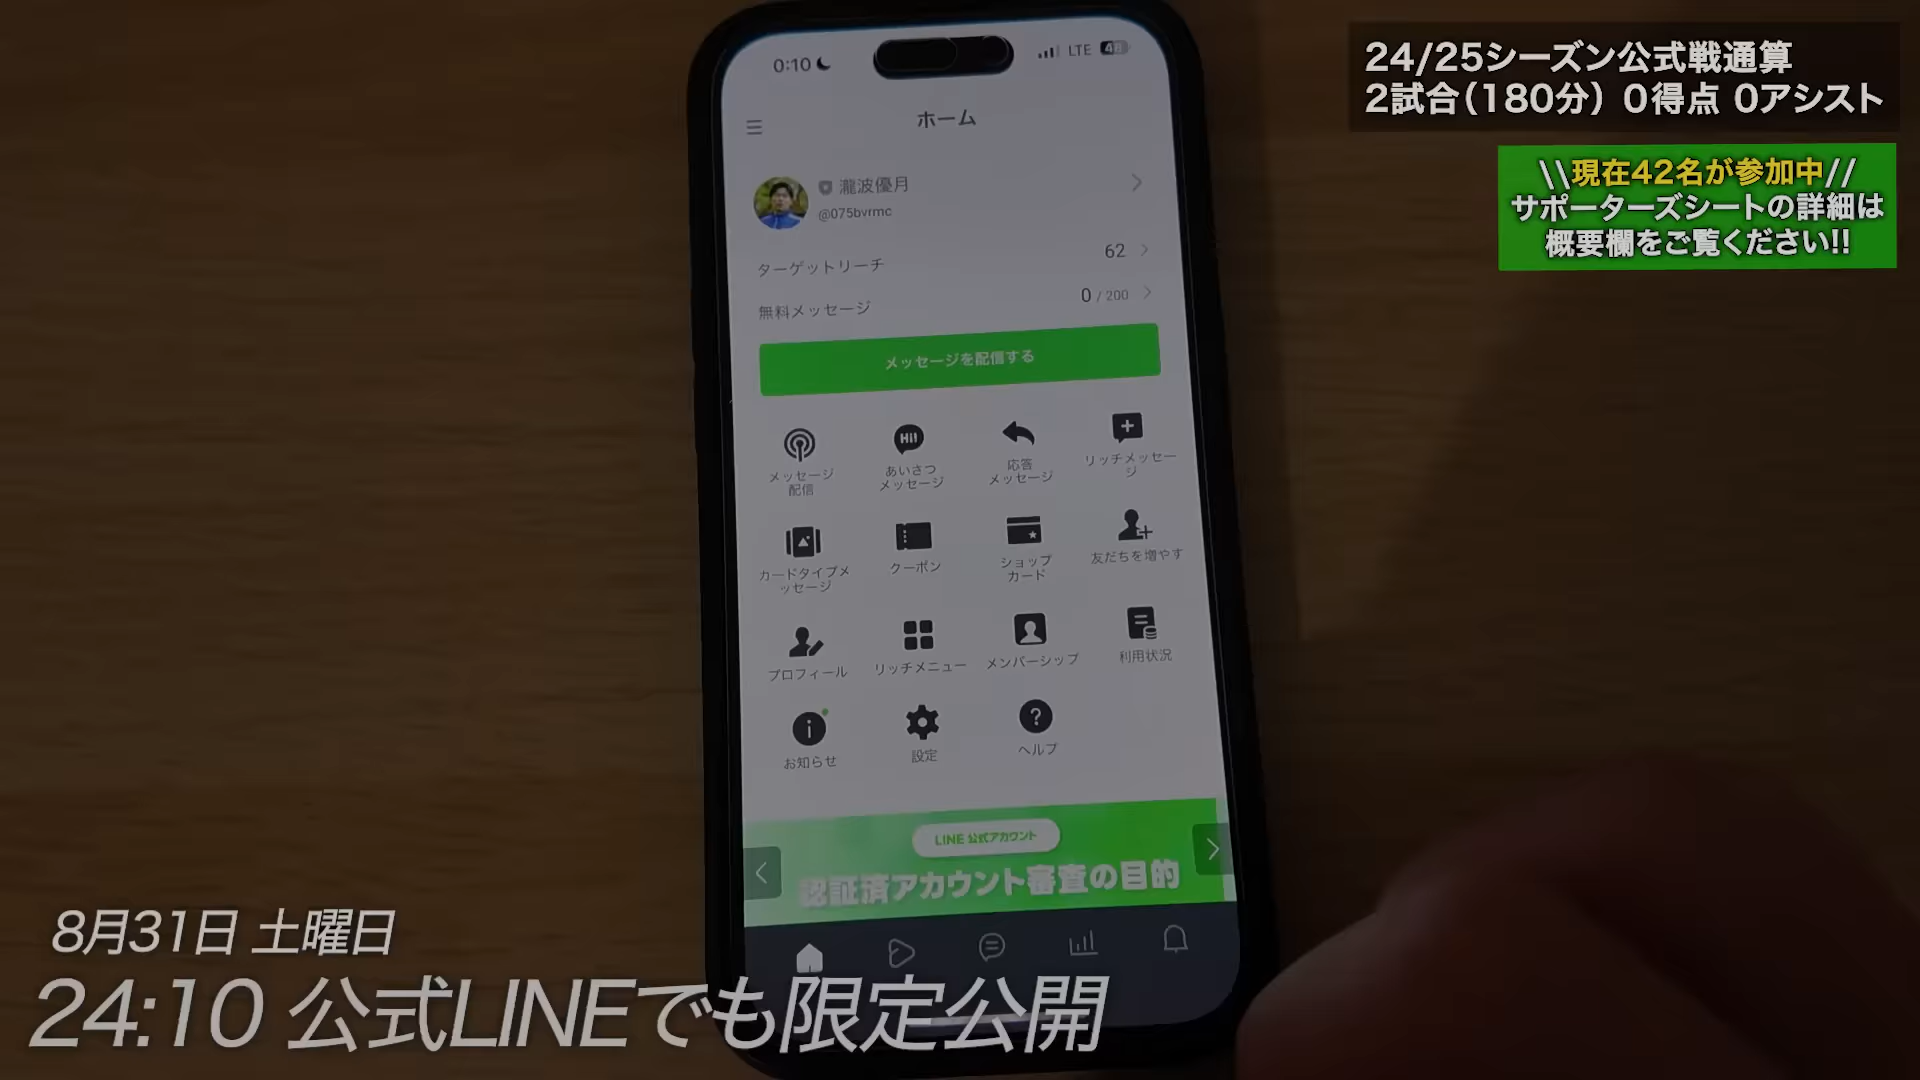 24/25シーズン公式戦通算
2試合(180分) 0得点 0アシスト
\\現在42名が参加中//
サポーターズシートの詳細は
概要欄をご覧ください!!
0:10
LTE 48
ホーム
瀧波優月
@075bvrmc
ターゲットリーチ 62
無料メッセージ 0 / 200
メッセージを配信する
メッセージ
配信
Hi!
あいさつ
メッセージ
応答
メッセージ
リッチメッセー
ジ
カードタイプメ
ッセージ
クーポン
ショップ
カード
友だちを増やす
プロフィール
リッチメニュー
メンバーシップ
利用状況
お知らせ
設定
ヘルプ
LINE 公式アカウント
認証済アカウント審査の目的
8月31日 土曜日
24:10 公式LINEでも限定公開